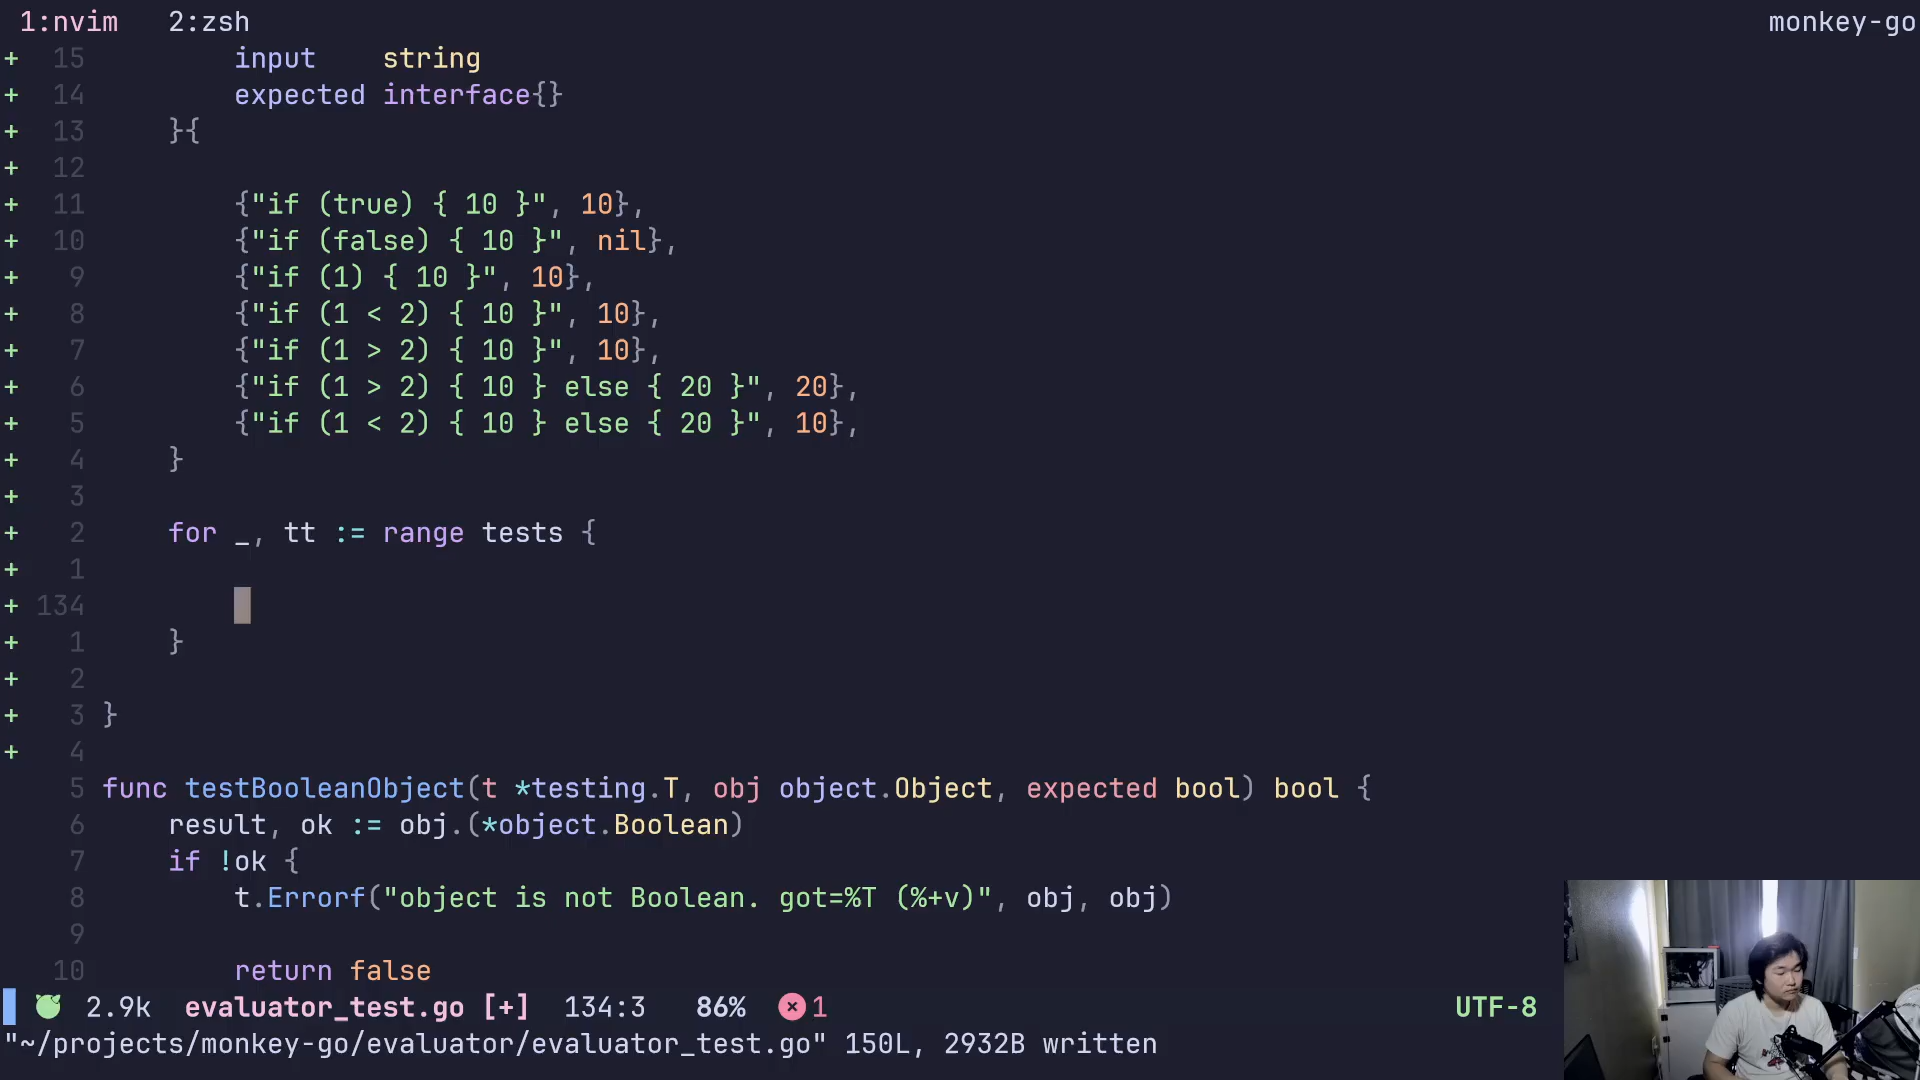 1:nvim 2:zsh monkey-go
+ 15 input string
+ 14 expected interface{}
+ 13 }{
+ 12
+ 11 {"if (true) { 10 }", 10},
+ 10 {"if (false) { 10 }", nil},
+ 9 {"if (1) { 10 }", 10},
+ 8 {"if (1 < 2) { 10 }", 10},
+ 7 {"if (1 > 2) { 10 }", 10},
+ 6 {"if (1 > 2) { 10 } else { 20 }", 20},
+ 5 {"if (1 < 2) { 10 } else { 20 }", 10},
+ 4 }
+ 3
+ 2 for _, tt := range tests {
+ 1
+ 134
+ 1 }
+ 2
+ 3 }
+ 4
5 func testBooleanObject(t *testing.T, obj object.Object, expected bool) bool {
6 result, ok := obj.(*object.Boolean)
7 if !ok {
8 t.Errorf("object is not Boolean. got=%T (%+v)", obj, obj)
9
10 return false
2.9k evaluator_test.go [+] 134:3 86% 1 UTF-8
"~/projects/monkey-go/evaluator/evaluator_test.go" 150L, 2932B written